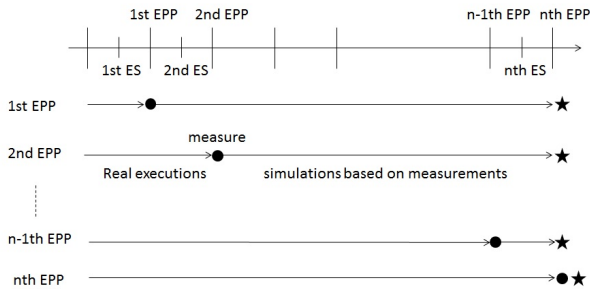 1st EPP 2nd EPP n-1th EPP nth EPP
1st ES 2nd ES nth ES
1st EPP
measure
2nd EPP
Real executions simulations based on measurements
n-1th EPP
nth EPP